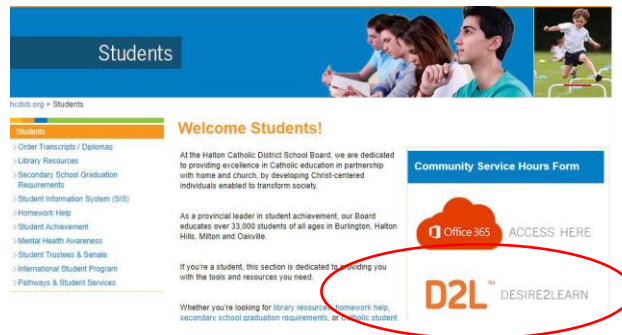 Students
hcdsb.org > Students
Students
> Order Transcripts / Diplomas
> Library Resources
> Secondary School Graduation
Requirements
> Student Information System (SIS)
> Homework Help
> Student Achievement
> Mental Health Awareness
> Student Trustees & Senate
> International Student Program
> Pathways & Student Services
Welcome Students!
At the Halton Catholic District School Board, we are dedicated
to providing excellence in Catholic education in partnership
with home and church, by developing Christ-centered
individuals enabled to transform society.
As a provincial leader in student achievement, our Board
educates over 33,000 students of all ages in Burlington, Halton
Hills, Milton and Oakville.
If you're a student, this section is dedicated to providing you
with the tools and resources you need.
Whether you're looking for library resources, homework help,
secondary school graduation requirements, or Catholic student
Community Service Hours Form
Office 365 ACCESS HERE
D2L™ DESIRE2LEARN